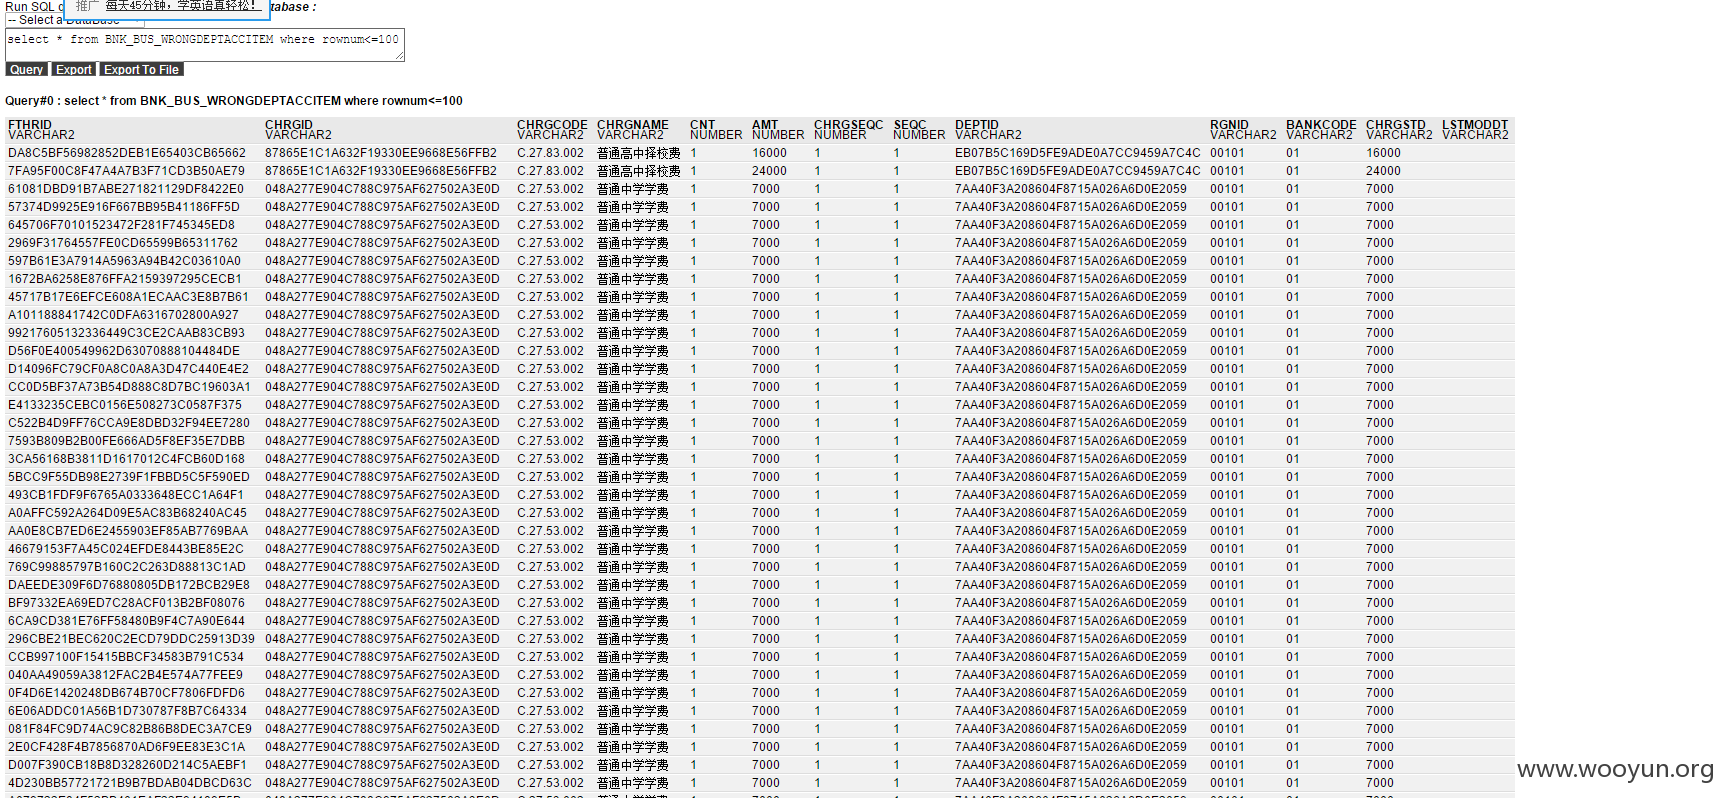 Run SQL
推广 每天45分钟，学英语真轻松！
tabase :
-- Select a DataBase
select * from BNK_BUS_WRONGDEPTACCITEM where rownum<=100
Query Export Export To File
Query#0 : select * from BNK_BUS_WRONGDEPTACCITEM where rownum<=100
FTHRID CHRGID CHRGCODE CHRGNAME CNT AMT CHRGSEQC SEQC DEPTID RGNID BANKCODE CHRGSTD LSTMODDT
VARCHAR2 VARCHAR2 VARCHAR2 VARCHAR2 NUMBER NUMBER NUMBER NUMBER VARCHAR2 VARCHAR2 VARCHAR2 VARCHAR2 VARCHAR2
DA8C5BF56982852DEB1E65403CB65662 87865E1C1A632F19330EE9668E56FFB2 C.27.83.002 普通高中择校费 1 16000 1 1 EB07B5C169D5FE9ADE0A7CC9459A7C4C 00101 01 16000
7FA95F00C8F47A4A7B3F71CD3B50AE79 87865E1C1A632F19330EE9668E56FFB2 C.27.83.002 普通高中择校费 1 24000 1 1 EB07B5C169D5FE9ADE0A7CC9459A7C4C 00101 01 24000
61081DBD91B7ABE271821129DF8422E0 048A277E904C788C975AF627502A3E0D C.27.53.002 普通中学学费 1 7000 1 1 7AA40F3A208604F8715A026A6D0E2059 00101 01 7000
57374D9925E916F667BB95B41186FF5D 048A277E904C788C975AF627502A3E0D C.27.53.002 普通中学学费 1 7000 1 1 7AA40F3A208604F8715A026A6D0E2059 00101 01 7000
645706F70101523472F281F745345ED8 048A277E904C788C975AF627502A3E0D C.27.53.002 普通中学学费 1 7000 1 1 7AA40F3A208604F8715A026A6D0E2059 00101 01 7000
2969F31764557FE0CD65599B65311762 048A277E904C788C975AF627502A3E0D C.27.53.002 普通中学学费 1 7000 1 1 7AA40F3A208604F8715A026A6D0E2059 00101 01 7000
597B61E3A7914A5963A94B42C03610A0 048A277E904C788C975AF627502A3E0D C.27.53.002 普通中学学费 1 7000 1 1 7AA40F3A208604F8715A026A6D0E2059 00101 01 7000
1672BA6258E876FFA2159397295CECB1 048A277E904C788C975AF627502A3E0D C.27.53.002 普通中学学费 1 7000 1 1 7AA40F3A208604F8715A026A6D0E2059 00101 01 7000
45717B17E6EFCE608A1ECAAC3E8B7B61 048A277E904C788C975AF627502A3E0D C.27.53.002 普通中学学费 1 7000 1 1 7AA40F3A208604F8715A026A6D0E2059 00101 01 7000
A101188841742C0DFA6316702800A927 048A277E904C788C975AF627502A3E0D C.27.53.002 普通中学学费 1 7000 1 1 7AA40F3A208604F8715A026A6D0E2059 00101 01 7000
99217605132336449C3CE2CAAB83CB93 048A277E904C788C975AF627502A3E0D C.27.53.002 普通中学学费 1 7000 1 1 7AA40F3A208604F8715A026A6D0E2059 00101 01 7000
D56F0E400549962D63070888104484DE 048A277E904C788C975AF627502A3E0D C.27.53.002 普通中学学费 1 7000 1 1 7AA40F3A208604F8715A026A6D0E2059 00101 01 7000
D14096FC79CF0A8C0A8A3D47C440E4E2 048A277E904C788C975AF627502A3E0D C.27.53.002 普通中学学费 1 7000 1 1 7AA40F3A208604F8715A026A6D0E2059 00101 01 7000
CC0D5BF37A73B54D888C8D7BC19603A1 048A277E904C788C975AF627502A3E0D C.27.53.002 普通中学学费 1 7000 1 1 7AA40F3A208604F8715A026A6D0E2059 00101 01 7000
E4133235CEBC0156E508273C0587F375 048A277E904C788C975AF627502A3E0D C.27.53.002 普通中学学费 1 7000 1 1 7AA40F3A208604F8715A026A6D0E2059 00101 01 7000
C522B4D9FF76CCA9E8DBD32F94EE7280 048A277E904C788C975AF627502A3E0D C.27.53.002 普通中学学费 1 7000 1 1 7AA40F3A208604F8715A026A6D0E2059 00101 01 7000
7593B809B2B00FE666AD5F8EF35E7DBB 048A277E904C788C975AF627502A3E0D C.27.53.002 普通中学学费 1 7000 1 1 7AA40F3A208604F8715A026A6D0E2059 00101 01 7000
3CA56168B3811D1617012C4FCB60D168 048A277E904C788C975AF627502A3E0D C.27.53.002 普通中学学费 1 7000 1 1 7AA40F3A208604F8715A026A6D0E2059 00101 01 7000
5BCC9F55DB98E2739F1FBBD5C5F590ED 048A277E904C788C975AF627502A3E0D C.27.53.002 普通中学学费 1 7000 1 1 7AA40F3A208604F8715A026A6D0E2059 00101 01 7000
493CB1FDF9F6765A0333648ECC1A64F1 048A277E904C788C975AF627502A3E0D C.27.53.002 普通中学学费 1 7000 1 1 7AA40F3A208604F8715A026A6D0E2059 00101 01 7000
A0AFFC592A264D09E5AC83B68240AC45 048A277E904C788C975AF627502A3E0D C.27.53.002 普通中学学费 1 7000 1 1 7AA40F3A208604F8715A026A6D0E2059 00101 01 7000
AA0E8CB7ED6E2455903EF85AB7769BAA 048A277E904C788C975AF627502A3E0D C.27.53.002 普通中学学费 1 7000 1 1 7AA40F3A208604F8715A026A6D0E2059 00101 01 7000
46679153F7A45C024EFDE8443BE85E2C 048A277E904C788C975AF627502A3E0D C.27.53.002 普通中学学费 1 7000 1 1 7AA40F3A208604F8715A026A6D0E2059 00101 01 7000
769C99885797B160C2C263D88813C1AD 048A277E904C788C975AF627502A3E0D C.27.53.002 普通中学学费 1 7000 1 1 7AA40F3A208604F8715A026A6D0E2059 00101 01 7000
DAEEDE309F6D76880805DB172BCB29E8 048A277E904C788C975AF627502A3E0D C.27.53.002 普通中学学费 1 7000 1 1 7AA40F3A208604F8715A026A6D0E2059 00101 01 7000
BF97332EA69ED7C28ACF013B2BF08076 048A277E904C788C975AF627502A3E0D C.27.53.002 普通中学学费 1 7000 1 1 7AA40F3A208604F8715A026A6D0E2059 00101 01 7000
6CA9CD381E76FF58480B9F4C7A90E644 048A277E904C788C975AF627502A3E0D C.27.53.002 普通中学学费 1 7000 1 1 7AA40F3A208604F8715A026A6D0E2059 00101 01 7000
296CBE21BEC620C2ECD79DDC25913D39 048A277E904C788C975AF627502A3E0D C.27.53.002 普通中学学费 1 7000 1 1 7AA40F3A208604F8715A026A6D0E2059 00101 01 7000
CCB997100F15415BBCF34583B791C534 048A277E904C788C975AF627502A3E0D C.27.53.002 普通中学学费 1 7000 1 1 7AA40F3A208604F8715A026A6D0E2059 00101 01 7000
040AA49059A3812FAC2B4E574A77FEE9 048A277E904C788C975AF627502A3E0D C.27.53.002 普通中学学费 1 7000 1 1 7AA40F3A208604F8715A026A6D0E2059 00101 01 7000
0F4D6E1420248DB674B70CF7806FDFD6 048A277E904C788C975AF627502A3E0D C.27.53.002 普通中学学费 1 7000 1 1 7AA40F3A208604F8715A026A6D0E2059 00101 01 7000
6E06ADDC01A56B1D730787F8B7C64334 048A277E904C788C975AF627502A3E0D C.27.53.002 普通中学学费 1 7000 1 1 7AA40F3A208604F8715A026A6D0E2059 00101 01 7000
081F84FC9D74AC9C82B86B8DEC3A7CE9 048A277E904C788C975AF627502A3E0D C.27.53.002 普通中学学费 1 7000 1 1 7AA40F3A208604F8715A026A6D0E2059 00101 01 7000
2E0CF428F4B7856870AD6F9EE83E3C1A 048A277E904C788C975AF627502A3E0D C.27.53.002 普通中学学费 1 7000 1 1 7AA40F3A208604F8715A026A6D0E2059 00101 01 7000
D007F390CB18B8D328260D214C5AEBF1 048A277E904C788C975AF627502A3E0D C.27.53.002 普通中学学费 1 7000 1 1 7AA40F3A208604F8715A026A6D0E2059 00101 01 7000
4D230BB57721721B9B7BDAB04DBCD63C 048A277E904C788C975AF627502A3E0D C.27.53.002 普通中学学费 1 7000 1 1 7AA40F3A208604F8715A026A6D0E2059 00101 01 7000
www.wooyun.org